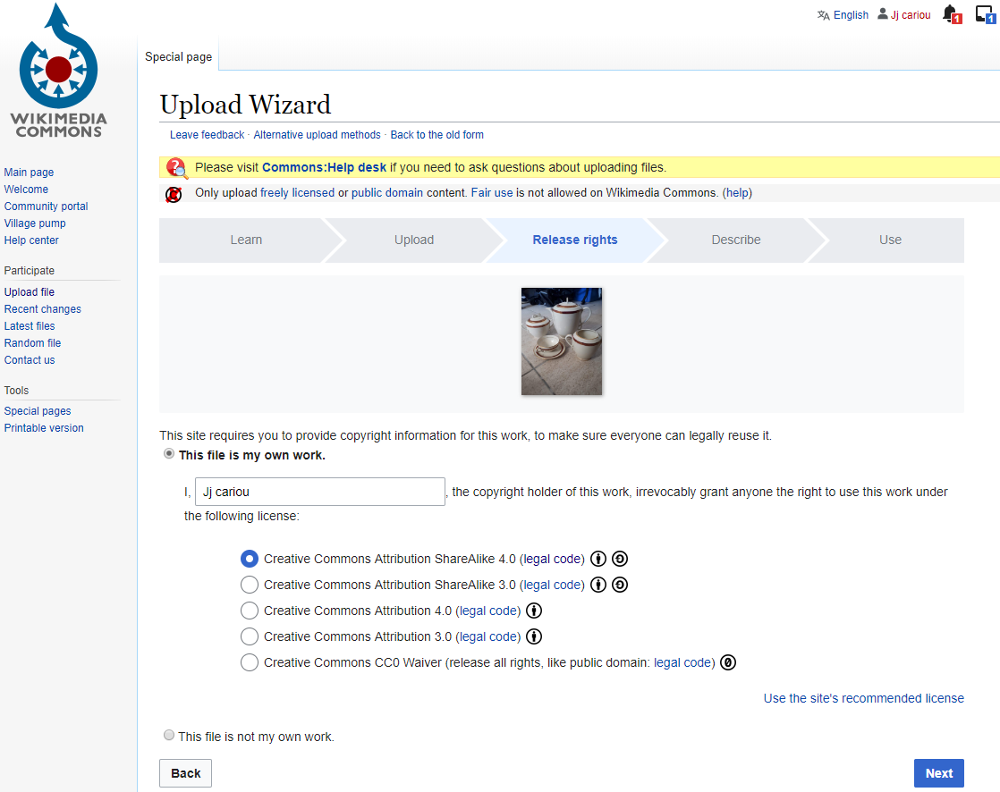 English Jj cariou 1 1
WIKIMEDIA
COMMONS
Special page
Upload Wizard
Leave feedback · Alternative upload methods · Back to the old form
Main page
Welcome
Community portal
Village pump
Help center
Participate
Upload file
Recent changes
Latest files
Random file
Contact us
Tools
Special pages
Printable version
? Please visit Commons:Help desk if you need to ask questions about uploading files.
Only upload freely licensed or public domain content. Fair use is not allowed on Wikimedia Commons. (help)
Learn Upload Release rights Describe Use
This site requires you to provide copyright information for this work, to make sure everyone can legally reuse it.
This file is my own work.
I, Jj cariou , the copyright holder of this work, irrevocably grant anyone the right to use this work under
the following license:
Creative Commons Attribution ShareAlike 4.0 (legal code)
Creative Commons Attribution ShareAlike 3.0 (legal code)
Creative Commons Attribution 4.0 (legal code)
Creative Commons Attribution 3.0 (legal code)
Creative Commons CC0 Waiver (release all rights, like public domain: legal code)
Use the site's recommended license
This file is not my own work.
Back Next